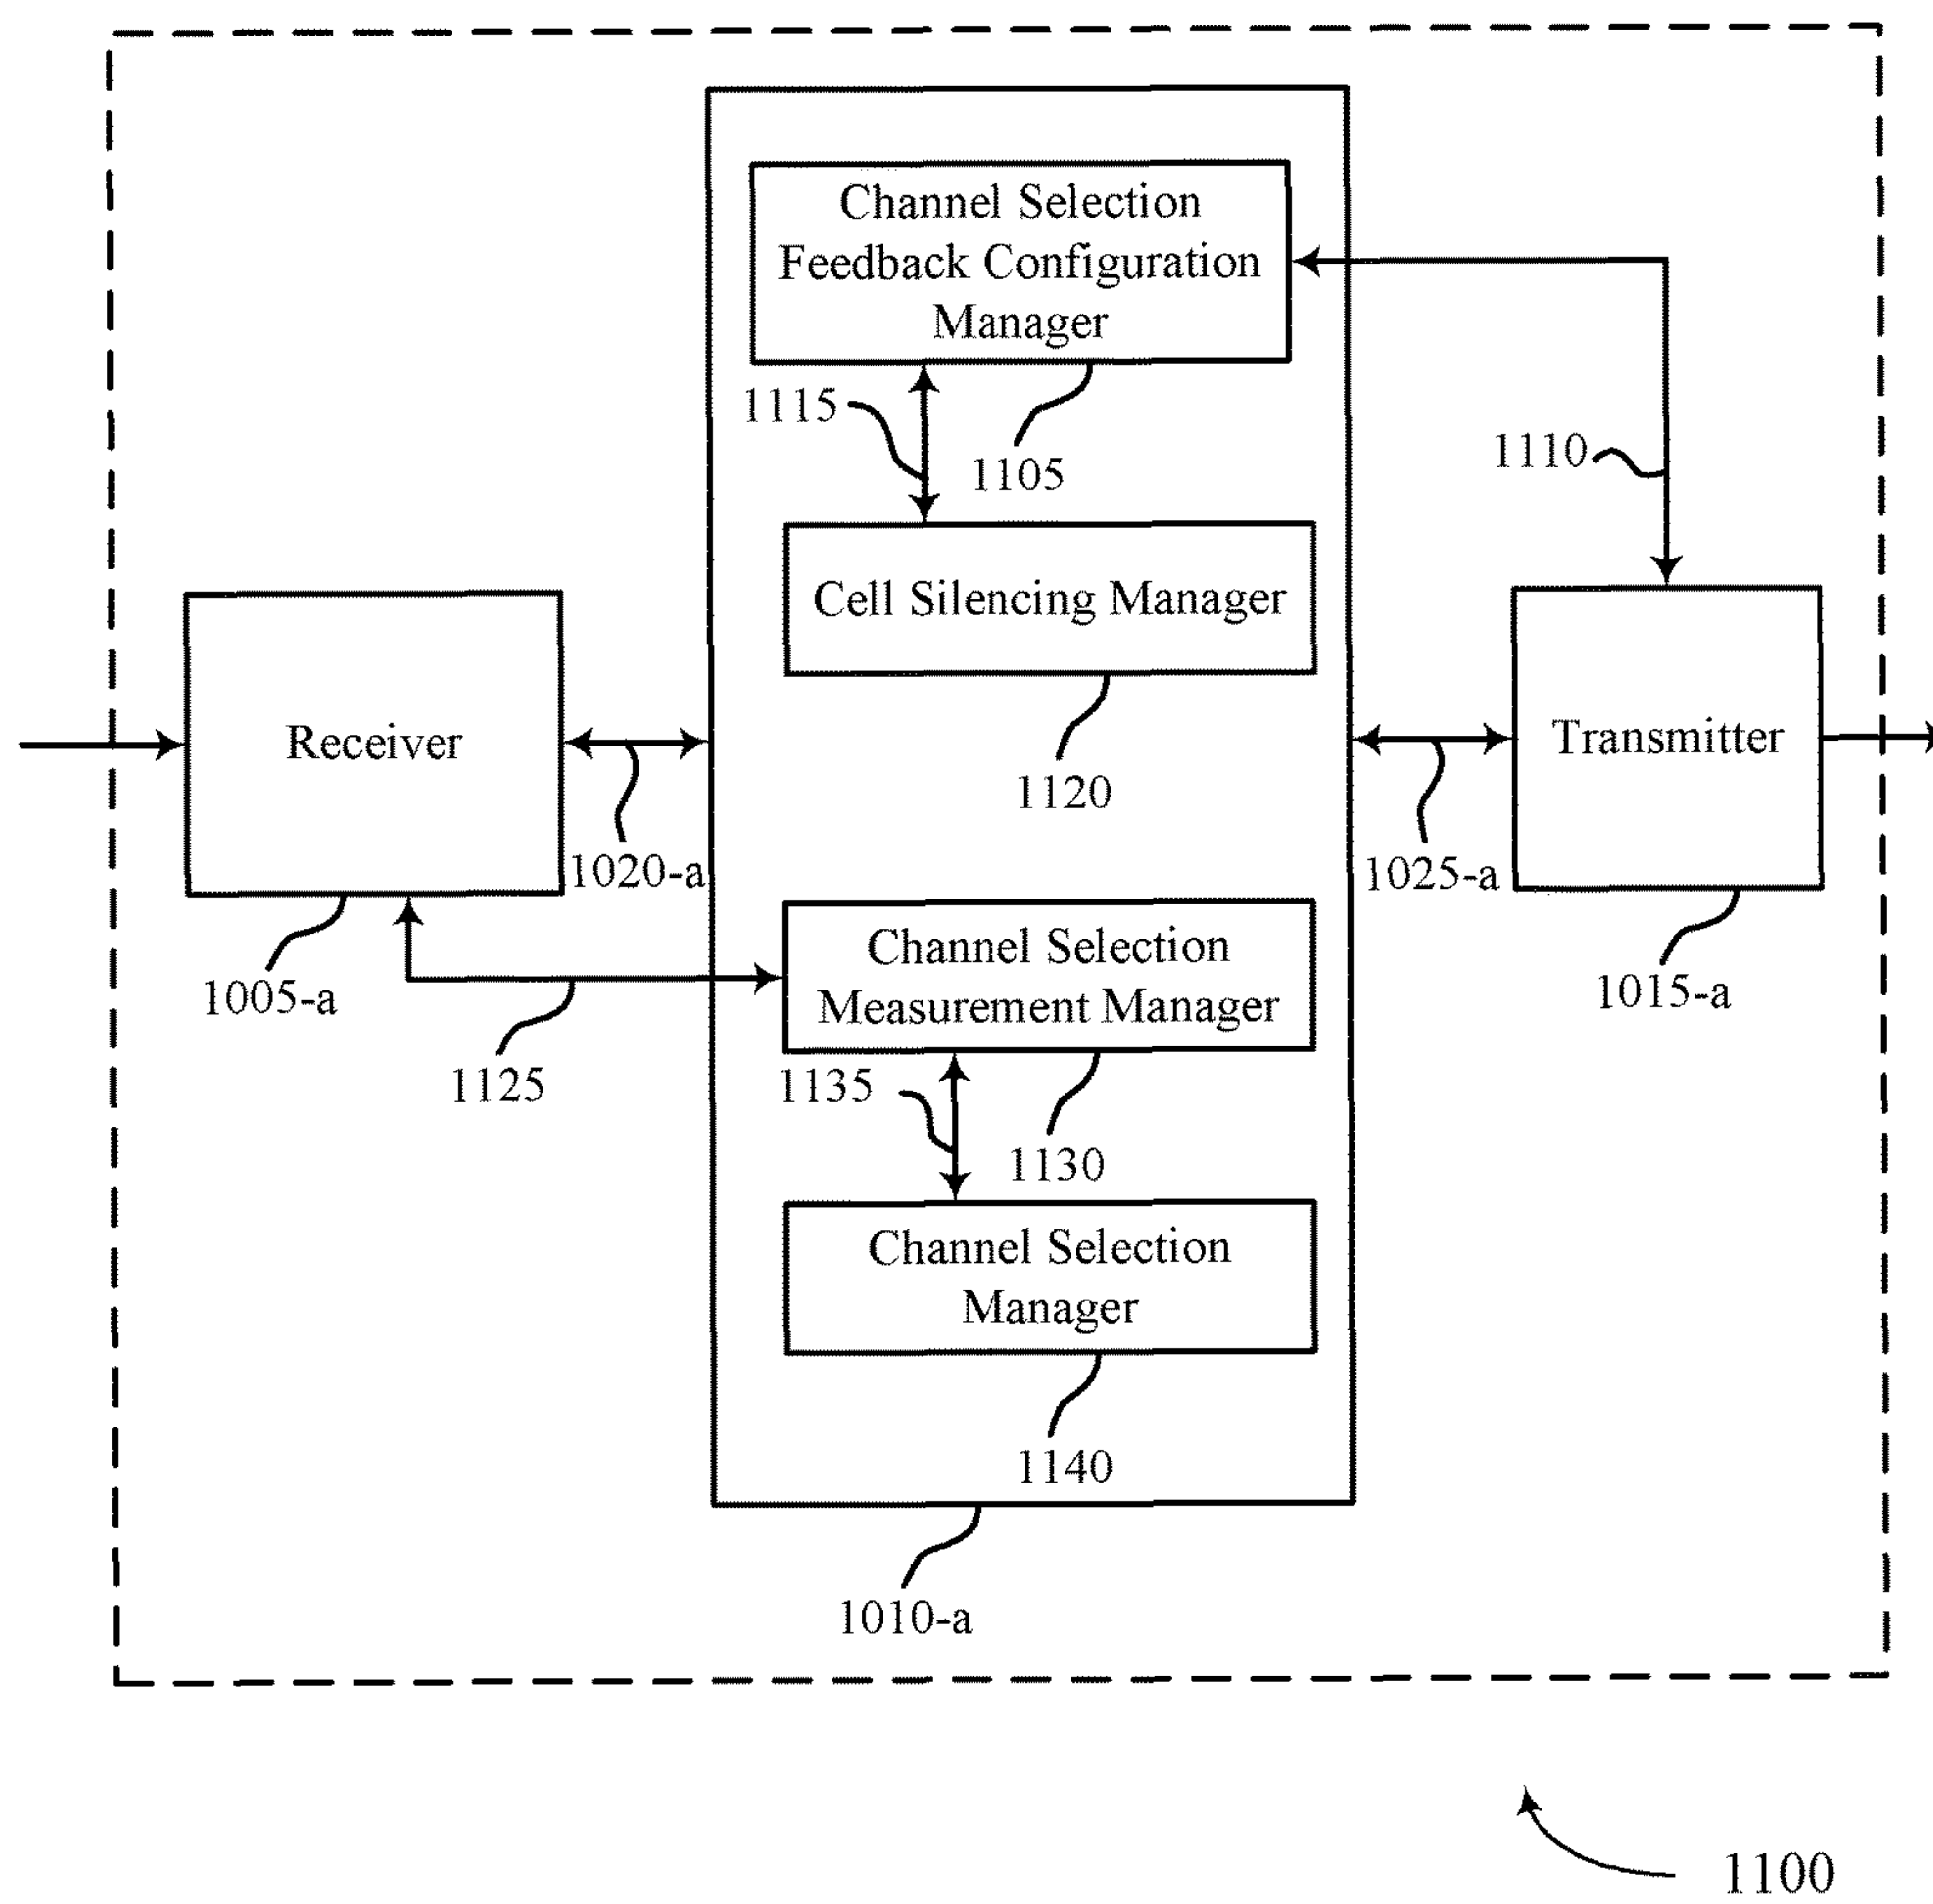 Channel Selection
Feedback Configuration
Manager
1115
1105
1110
Cell Silencing Manager
Receiver
Transmitter
1120
1020-a
1025-a
Channel Selection
Measurement Manager
1005-a
1015-a
1125
1135
1130
Channel Selection
Manager
1140
1010-a
1100